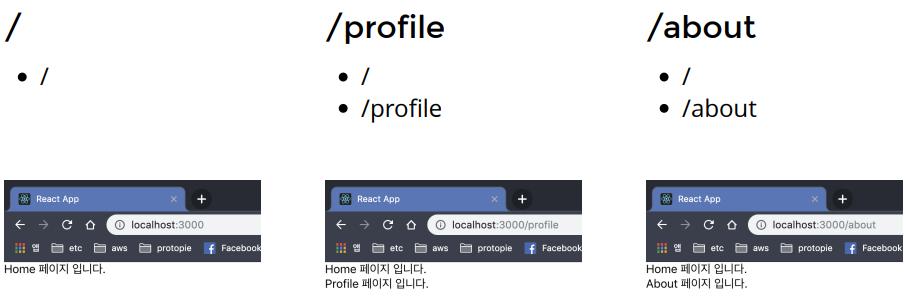 /
• /
React App
localhost:3000
앱 etc aws protopie Facebook
Home 페이지 입니다.
/profile
• /
• /profile
React App
localhost:3000/profile
앱 etc aws protopie Facebook
Home 페이지 입니다.
Profile 페이지 입니다.
/about
• /
• /about
React App
localhost:3000/about
앱 etc aws protopie Facebook
Home 페이지 입니다.
About 페이지 입니다.